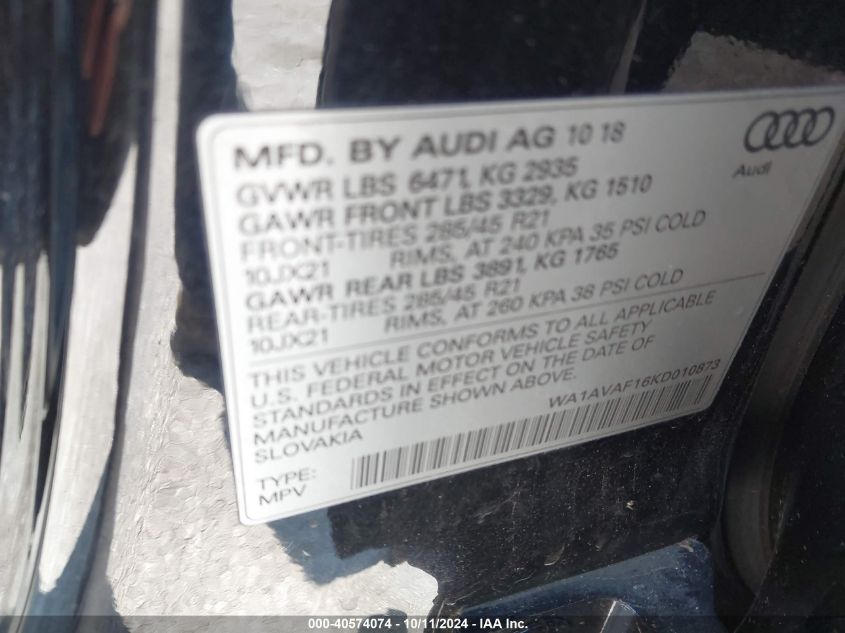 MFD. BY AUDI AG 10 18
GVWR LBS 6471, KG 2935
GAWR FRONT LBS 3329, KG 1510
FRONT-TIRES 285/45 R21
10JX21 RIMS, AT 240 KPA 35 PSI COLD
GAWR REAR LBS 3891, KG 1765
REAR-TIRES 285/45 R21
10JX21 RIMS, AT 260 KPA 38 PSI COLD
Audi
THIS VEHICLE CONFORMS TO ALL APPLICABLE
U.S. FEDERAL MOTOR VEHICLE SAFETY
STANDARDS IN EFFECT ON THE DATE OF
MANUFACTURE SHOWN ABOVE.
SLOVAKIA
WA1AVAF16KD010873
TYPE:
MPV
000-40574074 - 10/11/2024 - IAA Inc.